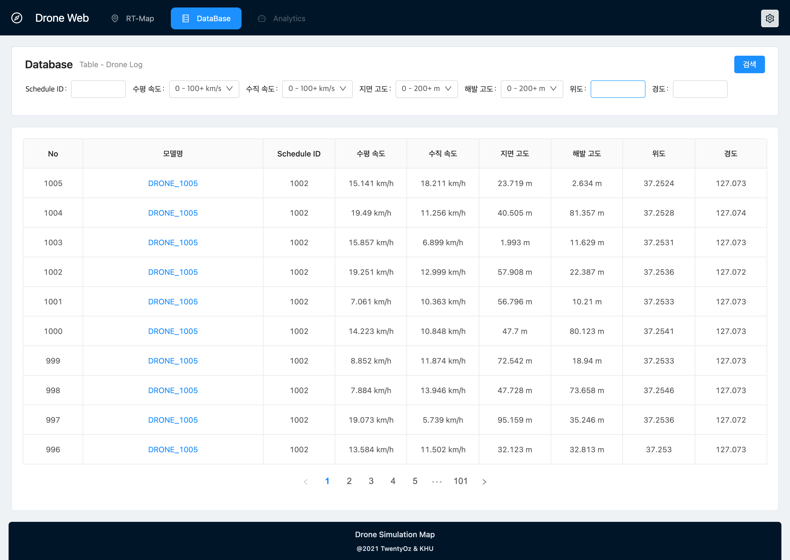 Drone Web RT-Map DataBase Analytics
Database Table - Drone Log 검색
Schedule ID: 수평 속도: 0 - 100+ km/s 수직 속도: 0 - 100+ km/s 지면 고도: 0 - 200+ m 해발 고도: 0 - 200+ m 위도: 경도:
No 모델명 Schedule ID 수평 속도 수직 속도 지면 고도 해발 고도 위도 경도
1005 DRONE_1005 1002 15.141 km/h 18.211 km/h 23.719 m 2.634 m 37.2524 127.073
1004 DRONE_1005 1002 19.49 km/h 11.256 km/h 40.505 m 81.357 m 37.2528 127.074
1003 DRONE_1005 1002 15.857 km/h 6.899 km/h 1.993 m 11.629 m 37.2531 127.073
1002 DRONE_1005 1002 19.251 km/h 12.999 km/h 57.908 m 22.387 m 37.2536 127.072
1001 DRONE_1005 1002 7.061 km/h 10.363 km/h 56.796 m 10.21 m 37.2533 127.073
1000 DRONE_1005 1002 14.223 km/h 10.848 km/h 47.7 m 80.123 m 37.2541 127.073
999 DRONE_1005 1002 8.852 km/h 11.874 km/h 72.542 m 18.94 m 37.2533 127.073
998 DRONE_1005 1002 7.884 km/h 13.946 km/h 47.728 m 73.658 m 37.2546 127.073
997 DRONE_1005 1002 19.073 km/h 5.739 km/h 95.159 m 35.246 m 37.2536 127.072
996 DRONE_1005 1002 13.584 km/h 11.502 km/h 32.123 m 32.813 m 37.253 127.073
1 2 3 4 5 ••• 101
Drone Simulation Map
@2021 TwentyOz & KHU